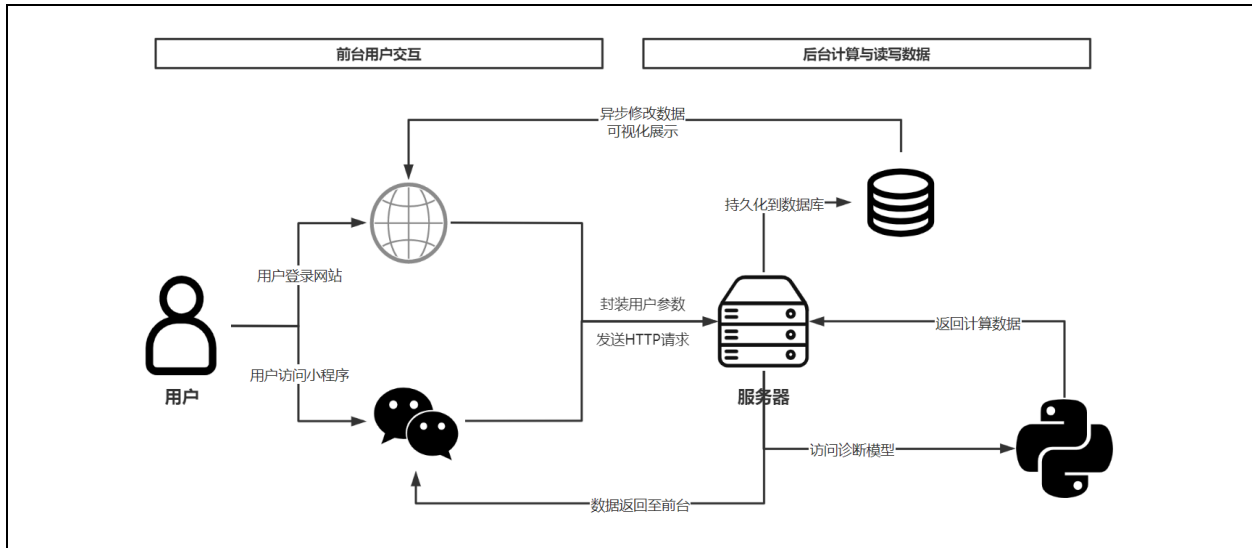 前台用户交互
后台计算与读写数据
异步修改数据
可视化展示
持久化到数据库
用户登录网站
封装用户参数
发送HTTP请求
返回计算数据
用户访问小程序
用户
服务器
访问诊断模型
数据返回至前台